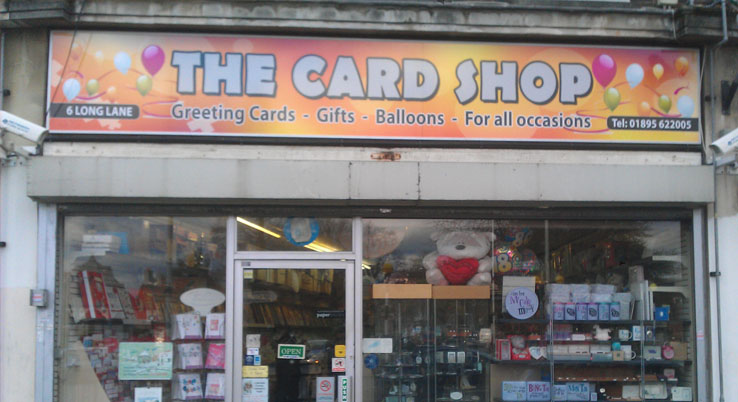 THE CARD SHOP
6 LONG LANE
Greeting Cards - Gifts - Balloons - For all occasions
Tel: 01895 622005
OPEN